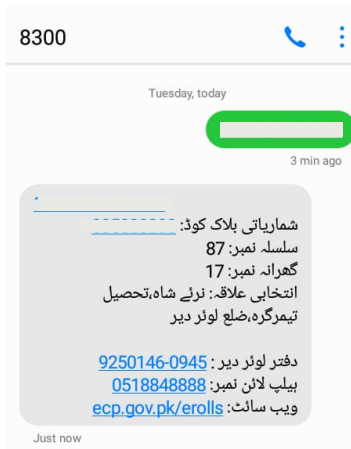 8300
Tuesday, today
3 min ago
شماریاتی بلاک کوڈ:
سلسلہ نمبر: 87
گھرانہ نمبر: 17
انتخابی علاقہ: نرئے شاہ،تحصیل
تیمرگرہ،ضلع لوئر دیر
دفتر لوئر دیر : 0945-9250146
ہیلپ لائن نمبر: 0518848888
ویب سائٹ: ecp.gov.pk/erolls
Just now